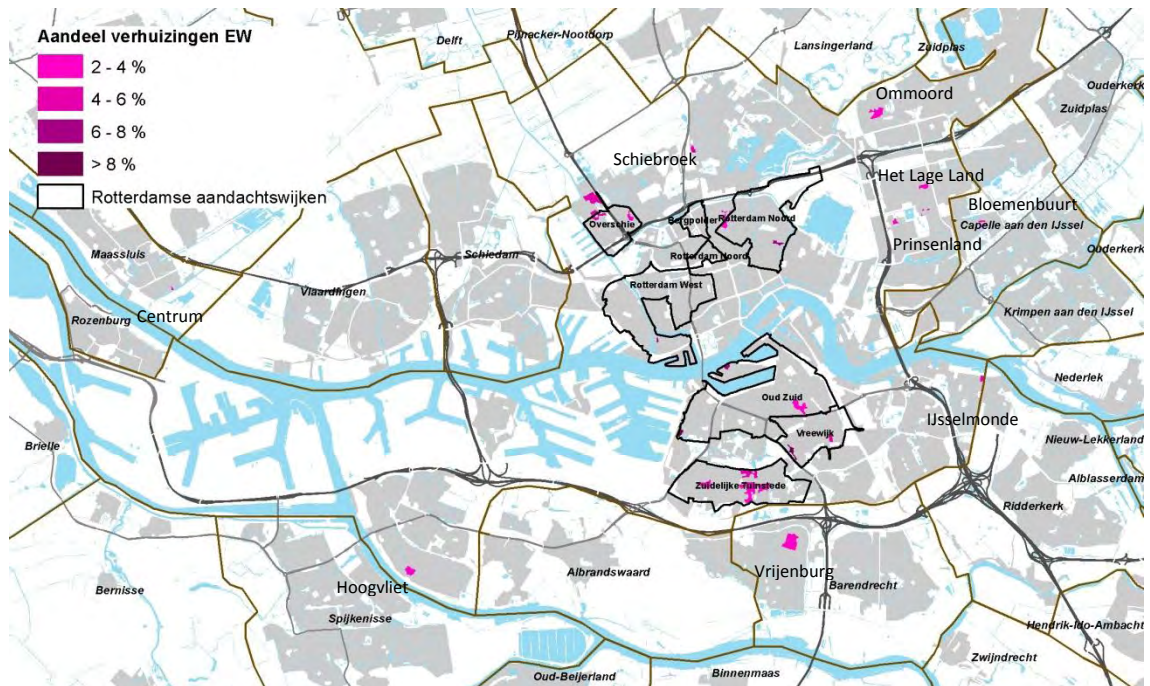 Aandeel verhuizingen EW
2 - 4 %
4 - 6 %
6 - 8 %
> 8 %
Rotterdamse aandachtswijken
Delft
Pijnacker-Nootdorp
Lansingerland
Zuidplas
Ouderkerk
Zuidplas
Ommoord
Schiebroek
Het Lage Land
Bloemenbuurt
Capelle aan den IJssel
Prinsenland
Ouderkerk
Overschie
Bergpolder
Rotterdam Noord
Rotterdam Noord
Rotterdam West
Maassluis
Schiedam
Vlaardingen
Rozenburg
Centrum
Krimpen aan den IJssel
Nederlek
Oud Zuid
IJsselmonde
Vreewijk
Nieuw-Lekkerland
Brielle
Alblasserdam
Zuidelijke Tuinstede
Ridderkerk
Hoogvliet
Albrandswaard
Vrijenburg
Barendrecht
Bernisse
Spijkenisse
Hendrik-Ido-Ambacht
Zwijndrecht
Oud-Beijerland
Binnenmaas